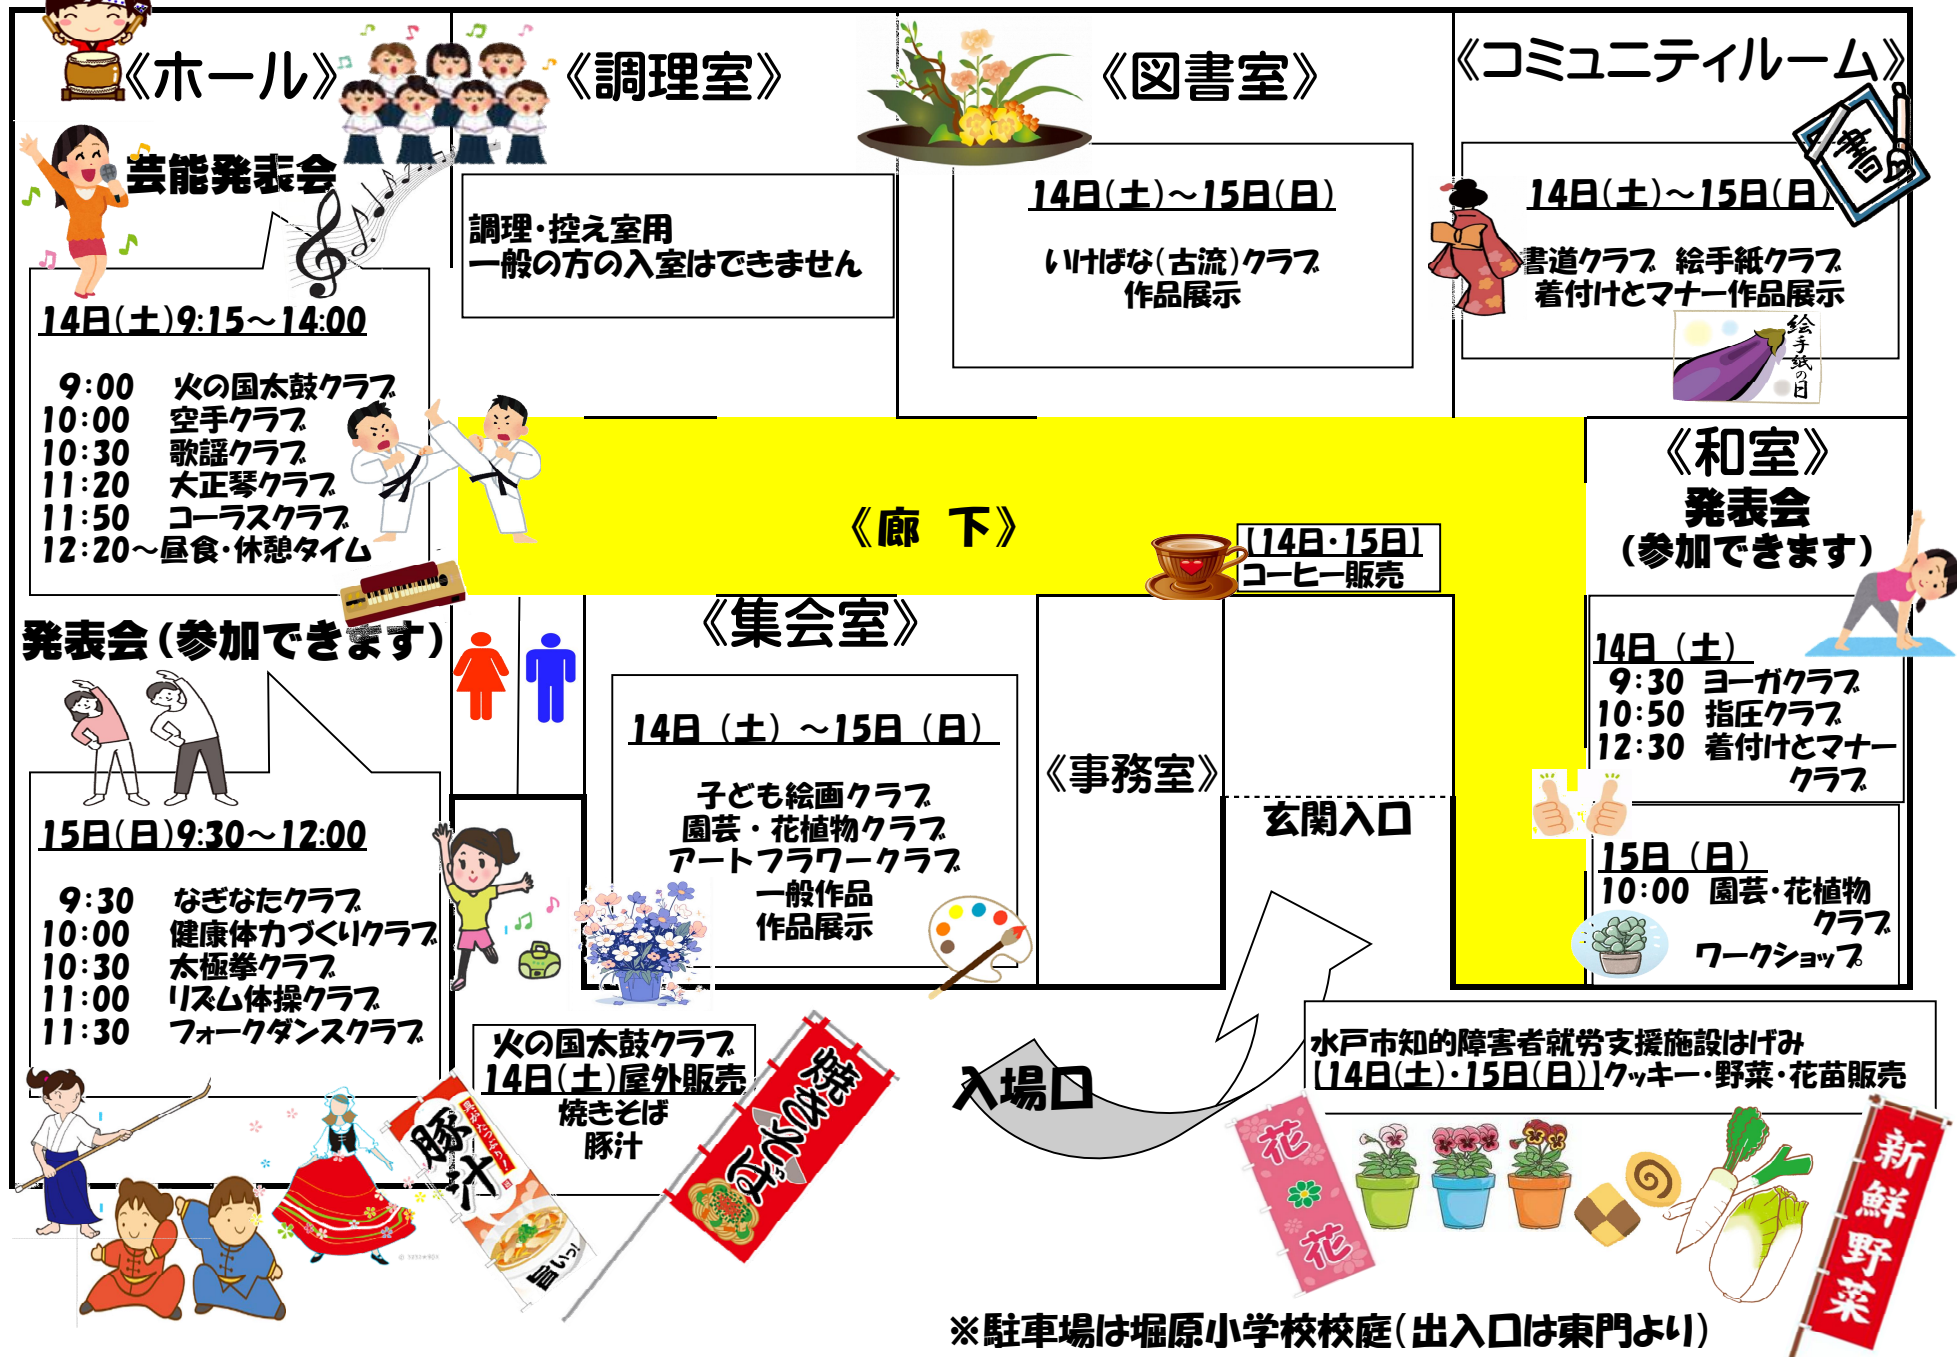 《ホール》
芸能発表会
14日(土)9:15～14:00
9:00 火の国太鼓クラブ
10:00 空手クラブ
10:30 歌謡クラブ
11:20 大正琴クラブ
11:50 コーラスクラブ
12:20～昼食・休憩タイム
発表会(参加できます)
15日(日)9:30～12:00
9:30 なぎなたクラブ
10:00 健康体力づくりクラブ
10:30 太極拳クラブ
11:00 リズム体操クラブ
11:30 フォークダンスクラブ
《調理室》
調理・控え室用
一般の方の入室はできません
《図書室》
14日(土)～15日(日)
いけばな(古流)クラブ
作品展示
《コミュニティルーム》
書
14日(土)～15日(日)
書道クラブ 絵手紙クラブ
着付けとマナー作品展示
絵手紙の日
《廊 下》
【14日・15日】
コーヒー販売
《和室》
発表会
(参加できます)
14日(土)
9:30 ヨーガクラブ
10:50 指圧クラブ
12:30 着付けとマナー
クラブ
15日(日)
10:00 園芸・花植物
クラブ
ワークショップ
《集会室》
14日(土)～15日(日)
子ども絵画クラブ
園芸・花植物クラブ
アートフラワークラブ
一般作品
作品展示
《事務室》
玄関入口
火の国太鼓クラブ
14日(土)屋外販売
焼きそば
豚汁
具がたっぷり!
豚汁
旨いっ!
焼きそば
入場口
水戸市知的障害者就労支援施設はげみ
【14日(土)・15日(日)】クッキー・野菜・花苗販売
花
花
新鮮野菜
※駐車場は堀原小学校校庭(出入口は東門より)